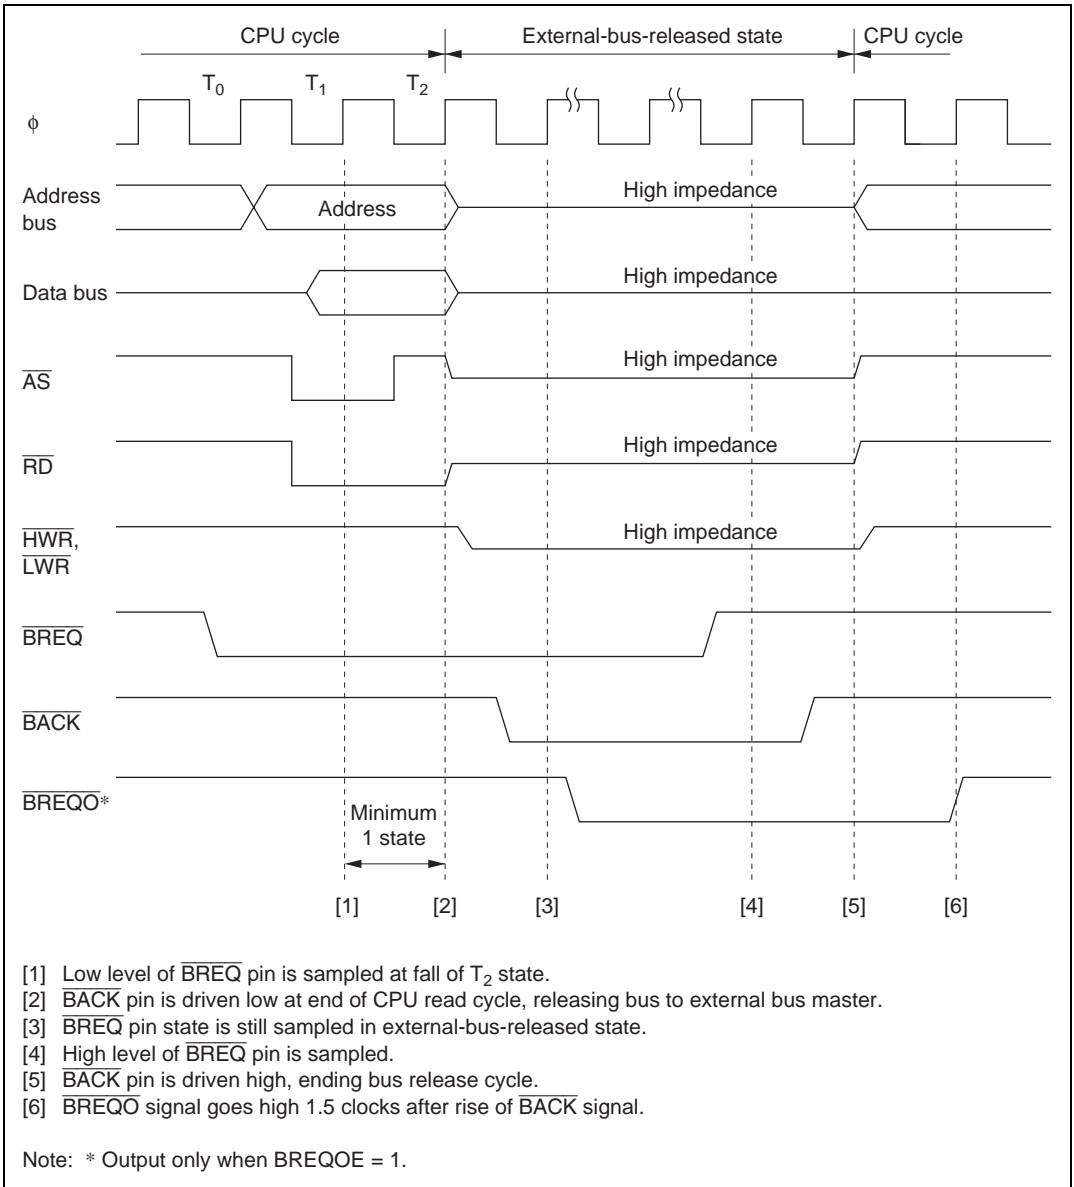 CPU cycle External-bus-released state CPU cycle
T0 T1 T2
ϕ
Address bus
Address
High impedance
Data bus
High impedance
AS
High impedance
RD
High impedance
HWR, LWR
High impedance
BREQ
BACK
BREQO*
Minimum
1 state
[1] [2] [3] [4] [5] [6]
[1] Low level of BREQ pin is sampled at fall of T2 state.
[2] BACK pin is driven low at end of CPU read cycle, releasing bus to external bus master.
[3] BREQ pin state is still sampled in external-bus-released state.
[4] High level of BREQ pin is sampled.
[5] BACK pin is driven high, ending bus release cycle.
[6] BREQO signal goes high 1.5 clocks after rise of BACK signal.
Note: * Output only when BREQOE = 1.